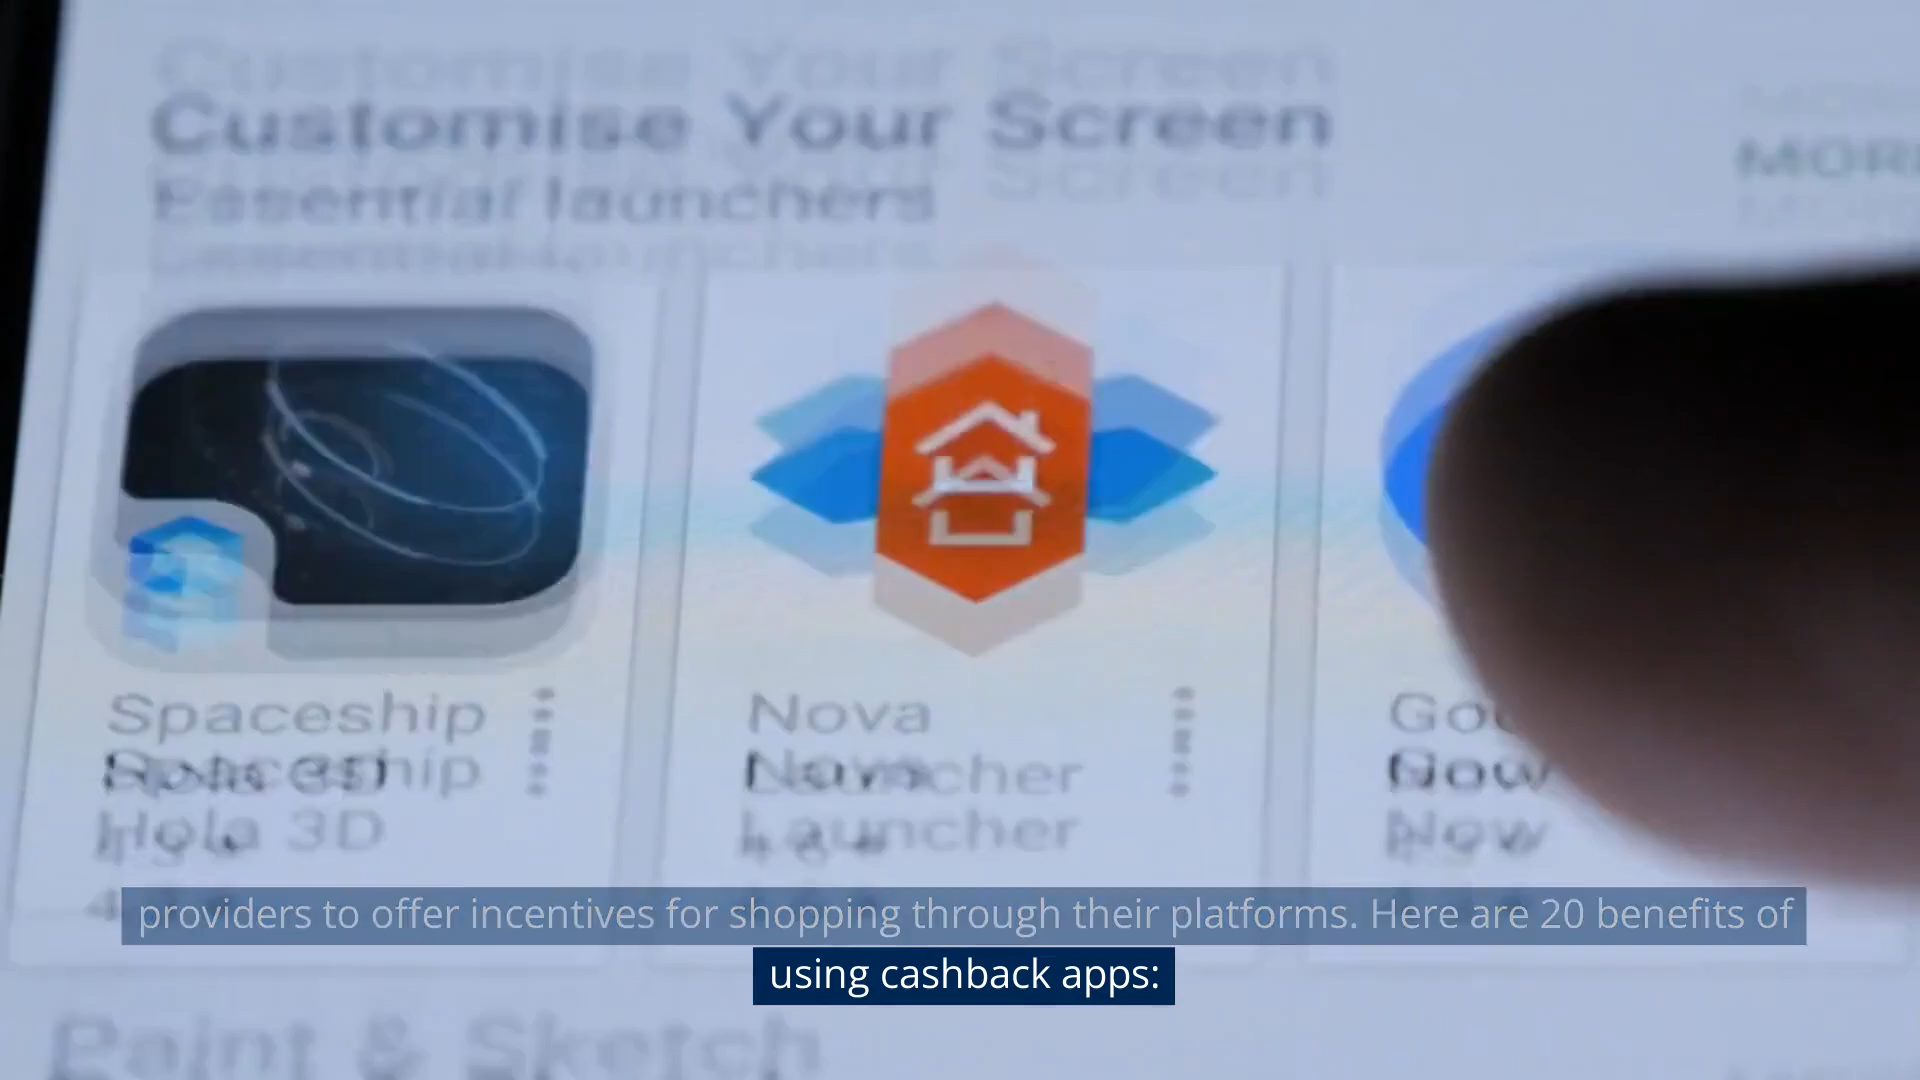 Customise Your Screen
Essential launchers
Spaceship
Hola 3D
Nova
Launcher
Now
providers to offer incentives for shopping through their platforms. Here are 20 benefits of
using cashback apps:
Paint & Sketch